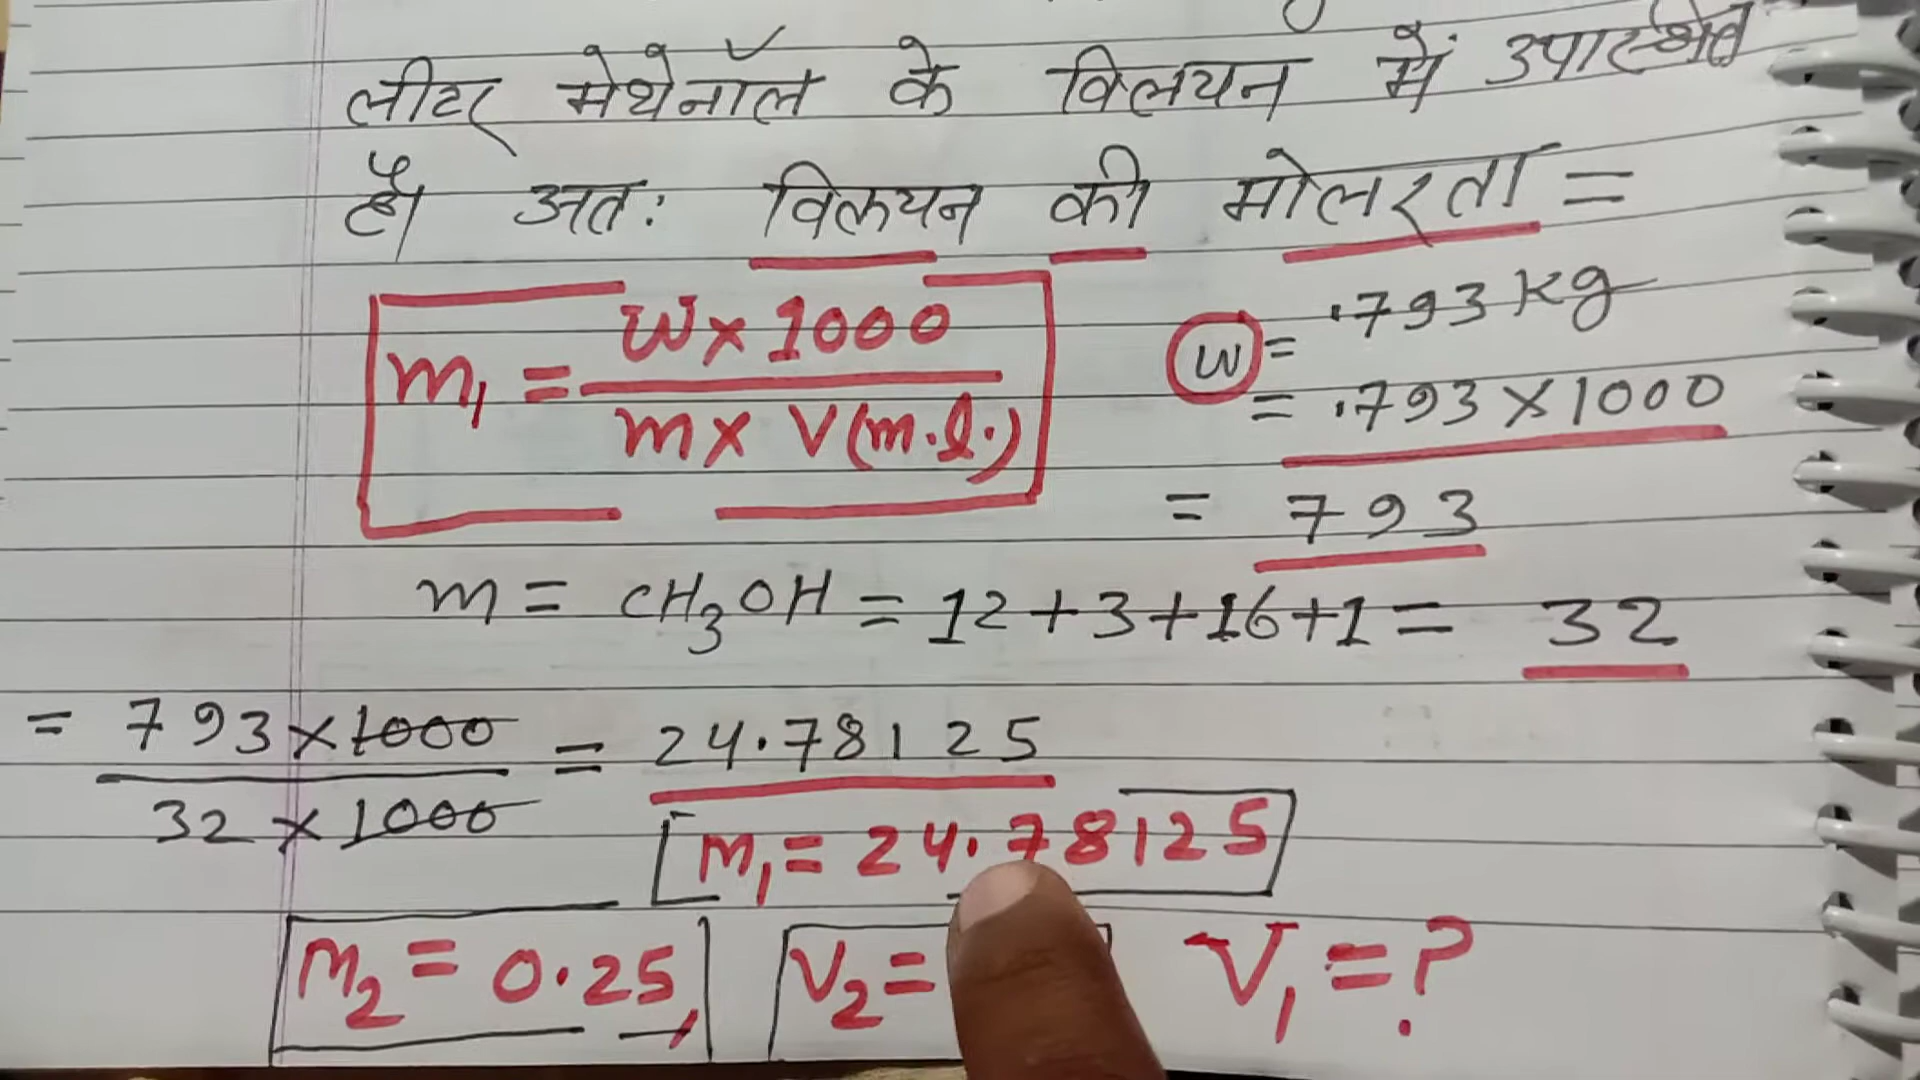 लीटर मेथेनॉल के विलयन में उपस्थित
है। अतः विलयन की मोलरता =
m₁ = w x 1000 / m x V(m.l.)
w = .793 kg
= .793 x 1000
= 793
m = CH₃OH = 12+3+16+1 = 32
= 793 x 1000 / 32 x 1000 = 24.78125
m₁ = 24.78125
m₂ = 0.25, V₂ = V₁ = ?